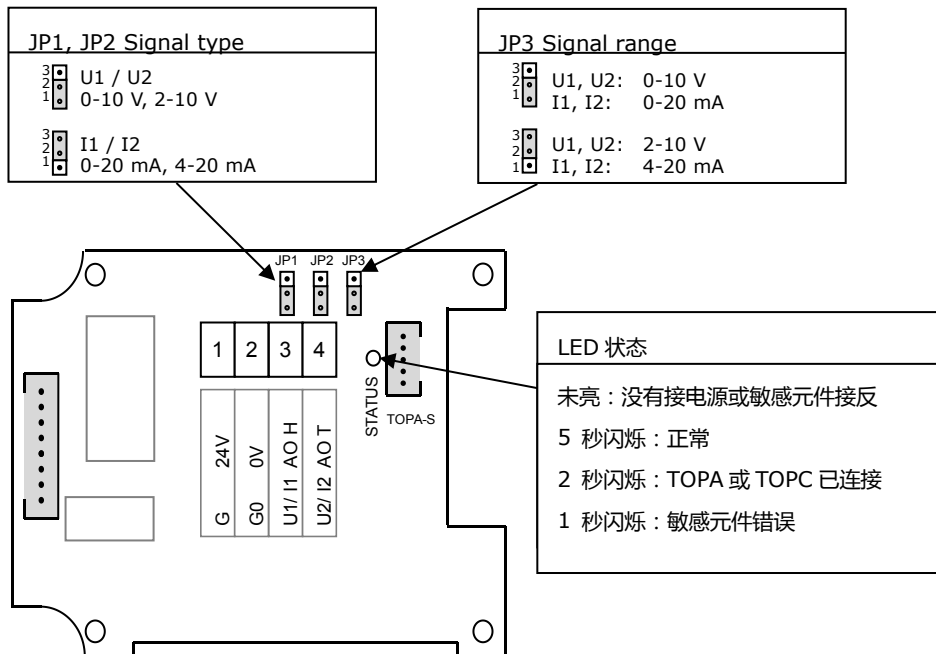 JP1, JP2 Signal type
3
2
1
U1 / U2
0-10 V, 2-10 V
3
2
1
I1 / I2
0-20 mA, 4-20 mA
JP3 Signal range
3
2
1
U1, U2: 0-10 V
I1, I2: 0-20 mA
3
2
1
U1, U2: 2-10 V
I1, I2: 4-20 mA
JP1 JP2 JP3
1 2 3 4
STATUS
TOPA-S
G 24V
G0 0V
U1/ I1 AO H
U2/ I2 AO T
LED 状态
未亮：没有接电源或敏感元件接反
5 秒闪烁：正常
2 秒闪烁：TOPA 或 TOPC 已连接
1 秒闪烁：敏感元件错误